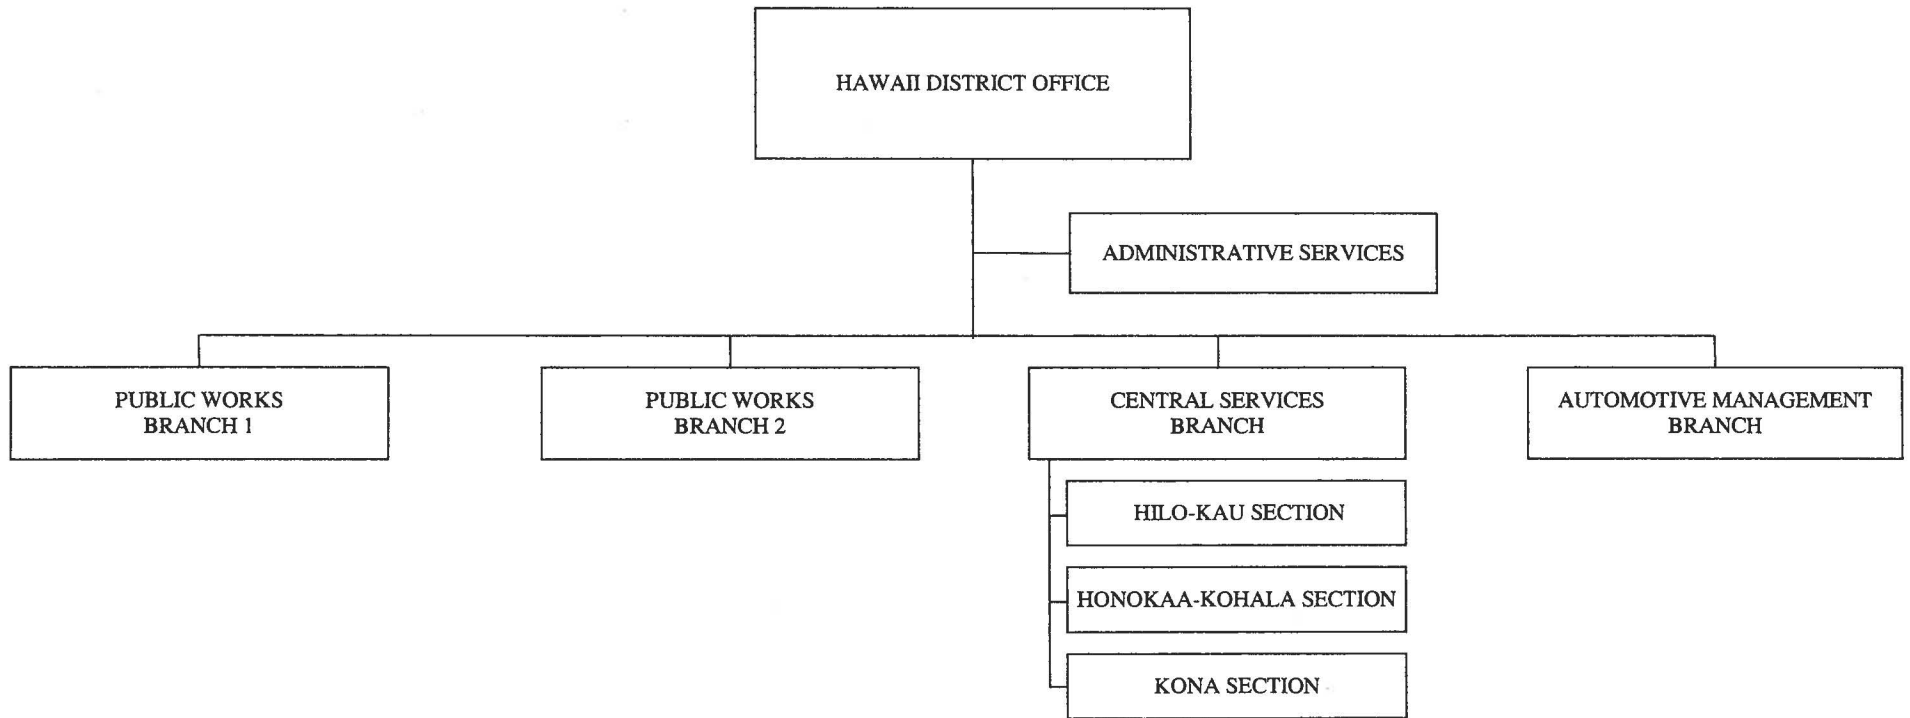 HAWAII DISTRICT OFFICE
ADMINISTRATIVE SERVICES
PUBLIC WORKS
BRANCH 1
PUBLIC WORKS
BRANCH 2
CENTRAL SERVICES
BRANCH
AUTOMOTIVE MANAGEMENT
BRANCH
HILO-KAU SECTION
HONOKAA-KOHALA SECTION
KONA SECTION